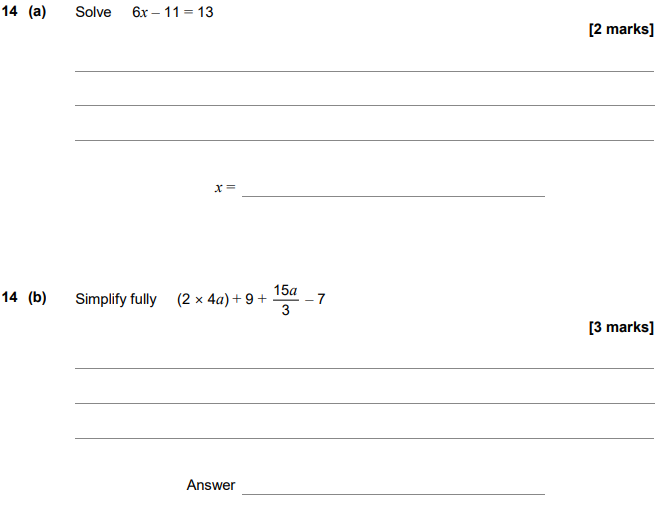 14 (a) Solve 6x – 11 = 13
[2 marks]
x =
14 (b) Simplify fully (2 × 4a) + 9 + 15a/3 – 7
[3 marks]
Answer